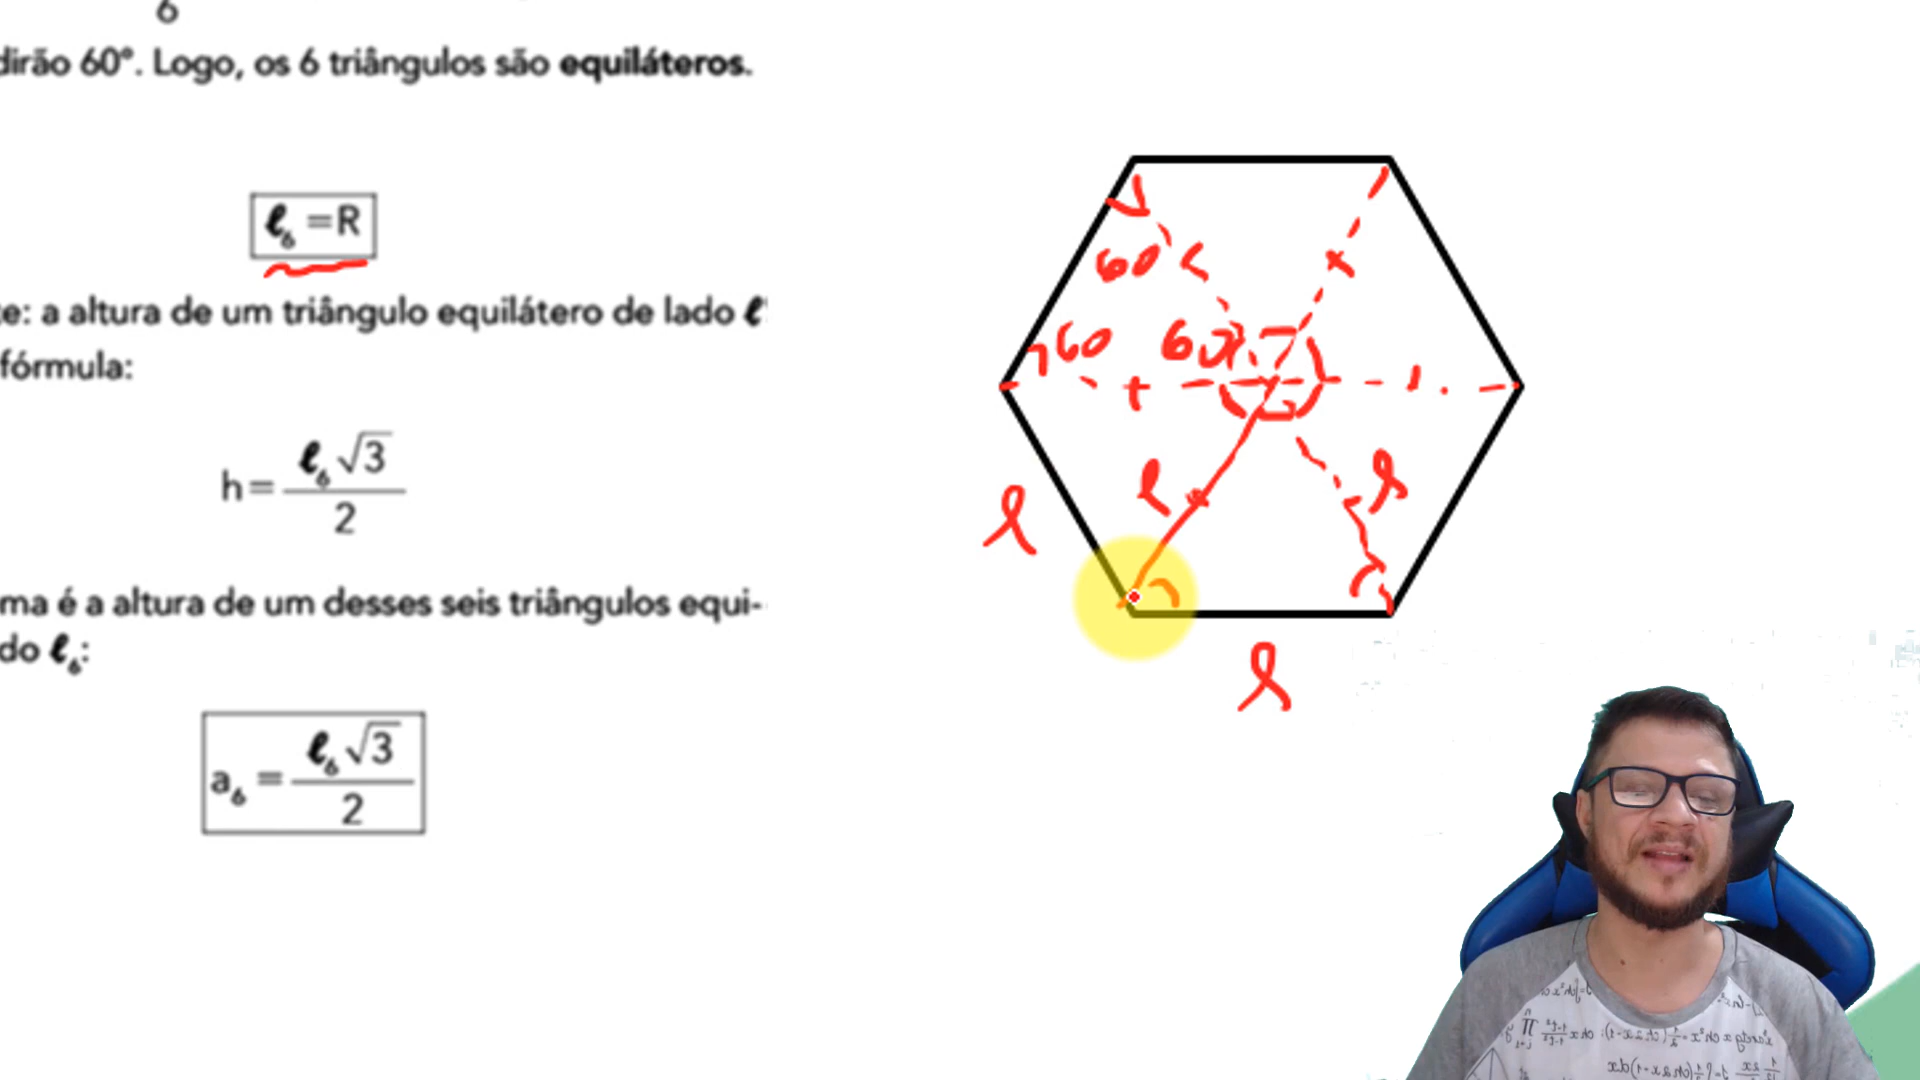 6
dirão 60°. Logo, os 6 triângulos são equiláteros.
ℓ₆ = R
te: a altura de um triângulo equilátero de lado ℓ
fórmula:
h = ℓ₆√3 / 2
ma é a altura de um desses seis triângulos equi-
do ℓ₆:
a₆ = ℓ₆√3 / 2
60
60 60
ℓ ℓ ℓ
ℓ